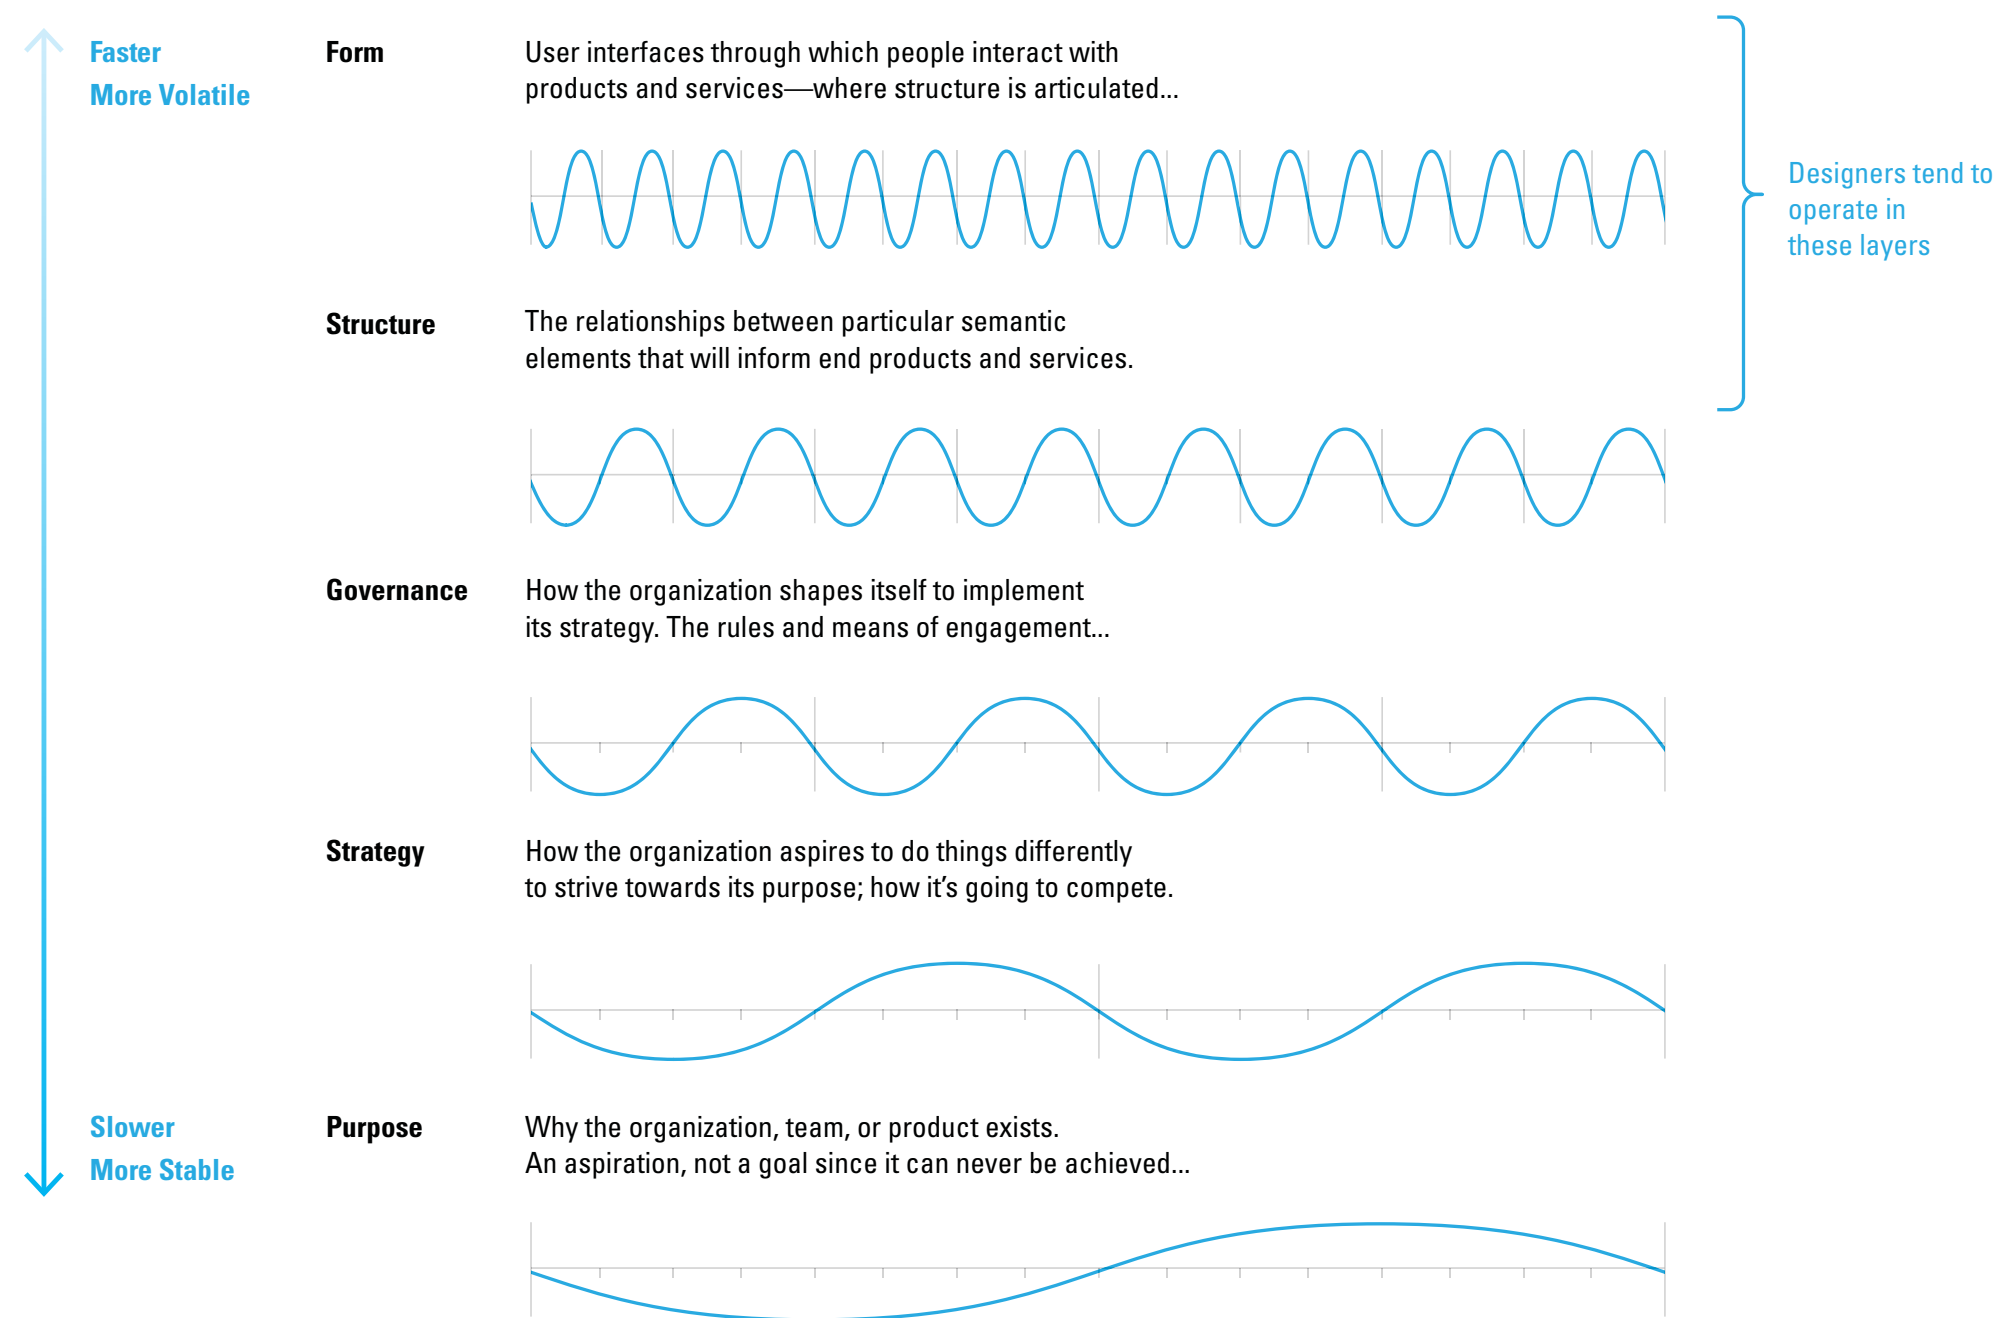 Faster
More Volatile
Form
User interfaces through which people interact with
products and services—where structure is articulated...
Designers tend to
operate in
these layers
Structure
The relationships between particular semantic
elements that will inform end products and services.
Governance
How the organization shapes itself to implement
its strategy. The rules and means of engagement...
Strategy
How the organization aspires to do things differently
to strive towards its purpose; how it’s going to compete.
Slower
More Stable
Purpose
Why the organization, team, or product exists.
An aspiration, not a goal since it can never be achieved...